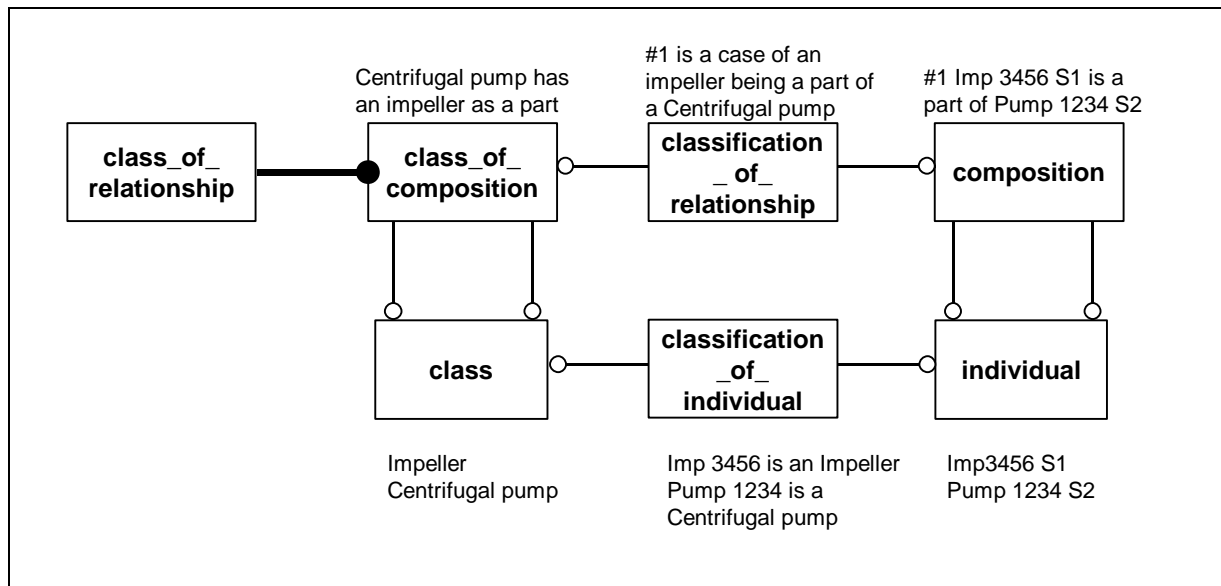 Centrifugal pump has
an impeller as a part
#1 is a case of an
impeller being a part of
a Centrifugal pump
#1 Imp 3456 S1 is a
part of Pump 1234 S2
class_of_
relationship
class_of_
composition
classification
_ of_
relationship
composition
class
classification
_of_
individual
individual
Impeller
Centrifugal pump
Imp 3456 is an Impeller
Pump 1234 is a
Centrifugal pump
Imp3456 S1
Pump 1234 S2